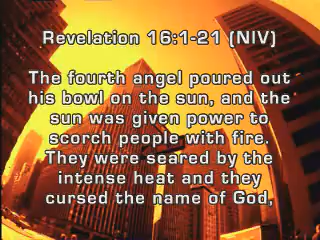 Revelation 16:1-21 (NIV)
The fourth angel poured out
his bowl on the sun, and the
sun was given power to
scorch people with fire.
They were seared by the
intense heat and they
cursed the name of God,